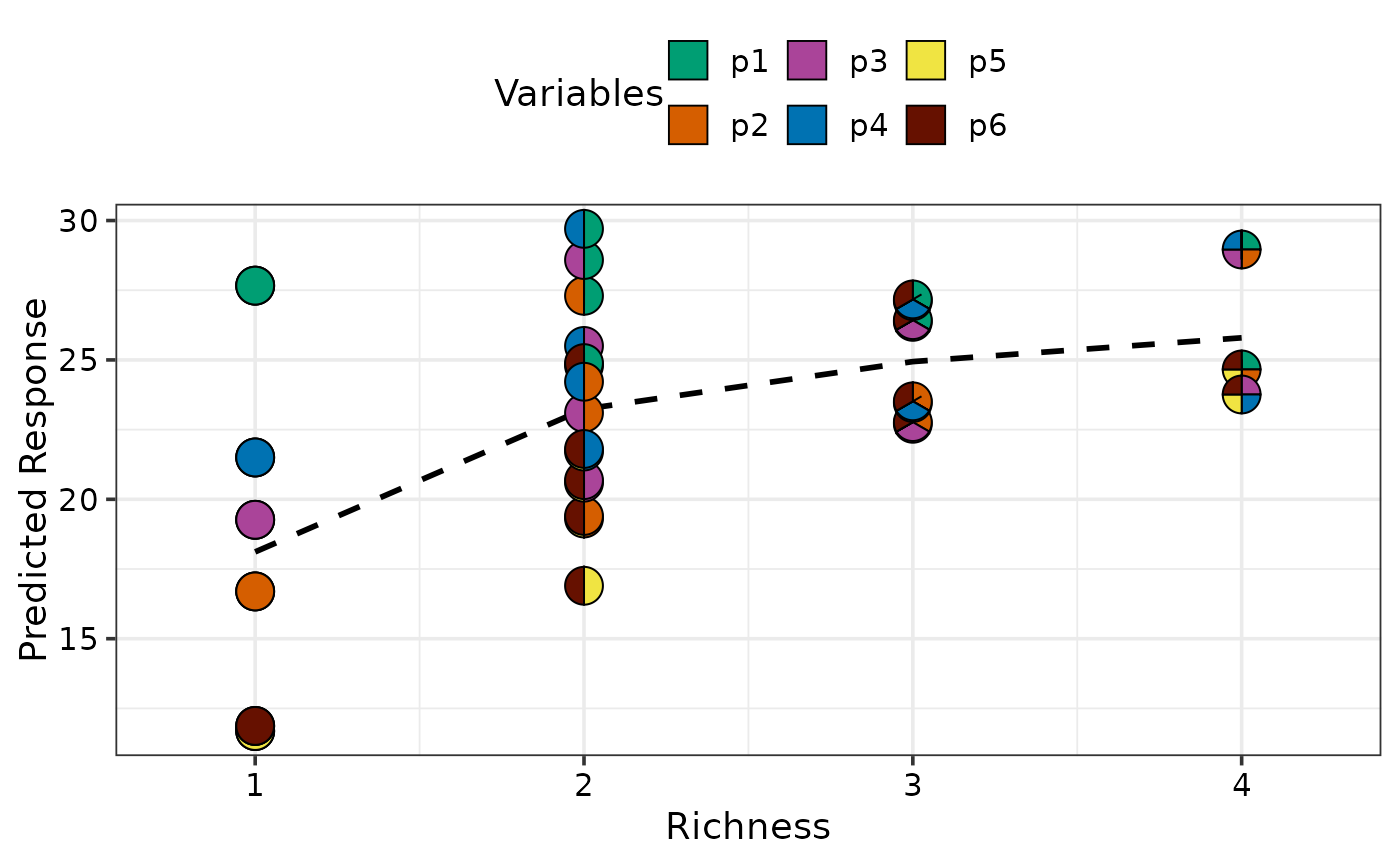 Variables
p1 p3 p5
p2 p4 p6
Predicted Response
30
25
20
15
1 2 3 4
Richness